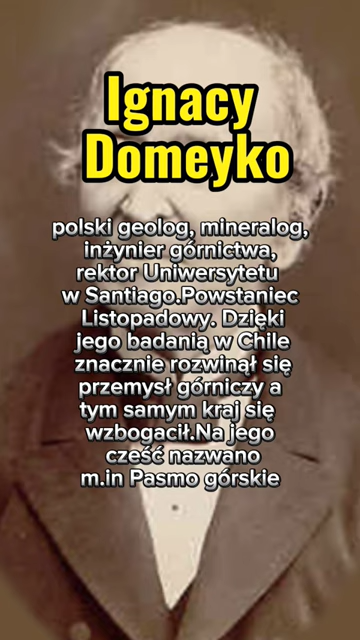 Ignacy
Domeyko
polski geolog, mineralog,
inżynier górnictwa,
rektor Uniwersytetu
w Santiago.Powstaniec
Listopadowy. Dzięki
jego badanią w Chile
znacznie rozwinął się
przemysł górniczy a
tym samym kraj się
wzbogacił.Na jego
cześć nazwano
m.in Pasmo górskie